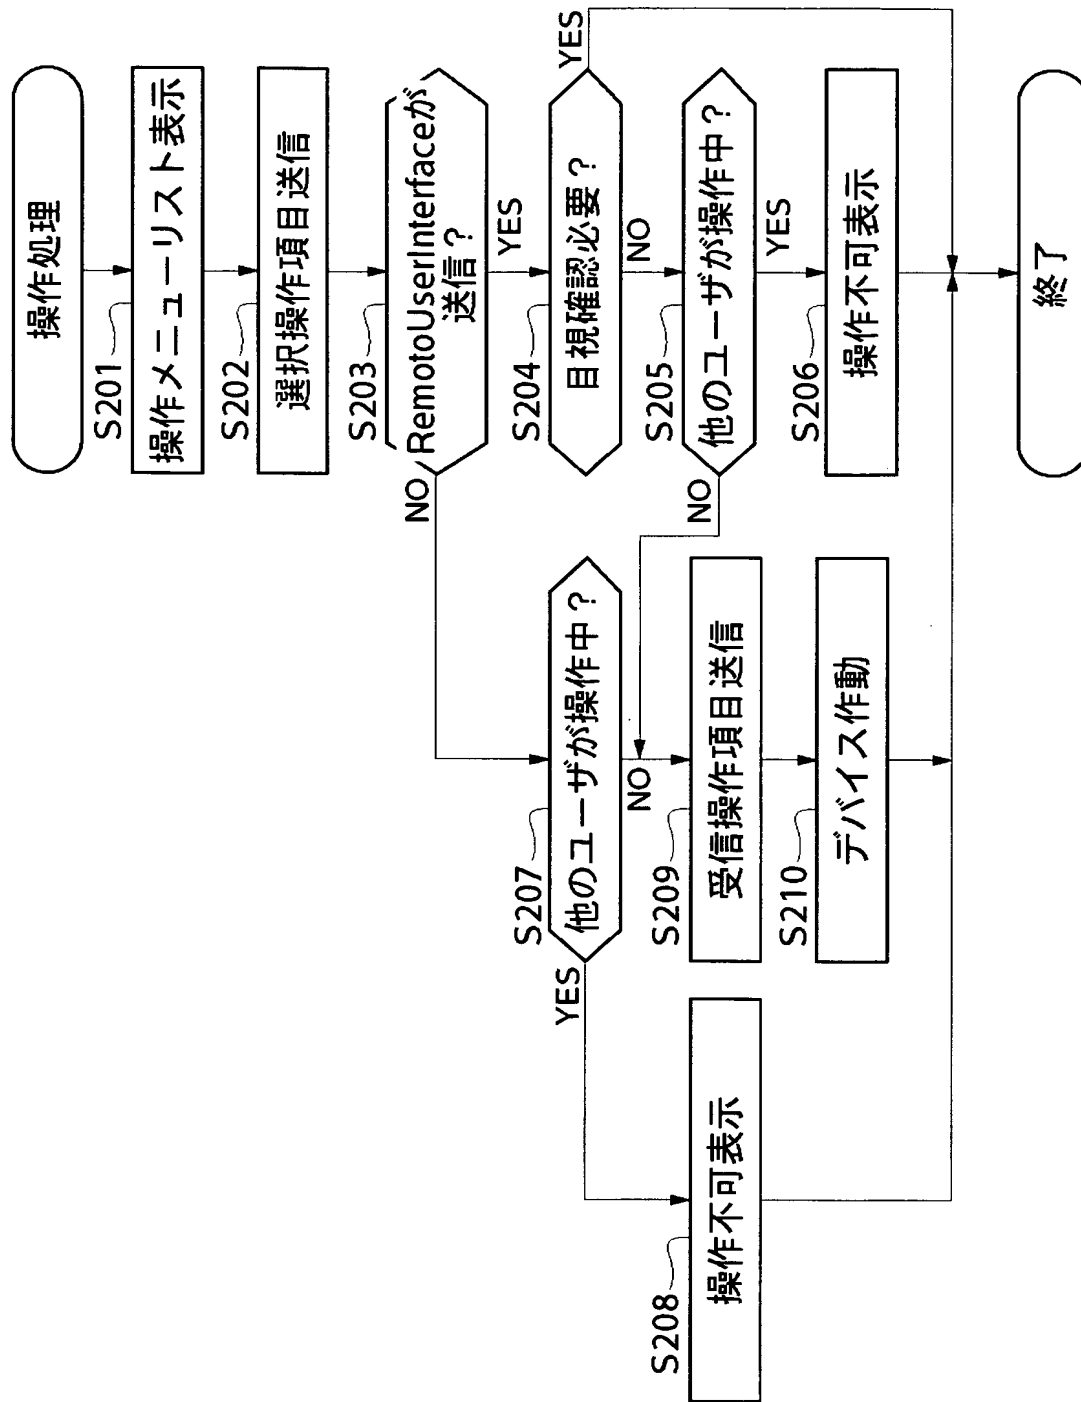 操作処理
S201
操作メニューリスト表示
S202
選択操作項目送信
S203
RemotoUserInterfaceが
送信？
NO
YES
S204
目視確認必要？
YES
NO
S205
他のユーザが操作中？
NO
YES
S206
操作不可表示
S207
他のユーザが操作中？
YES
NO
S208
操作不可表示
S209
受信操作項目送信
S210
デバイス作動
終了